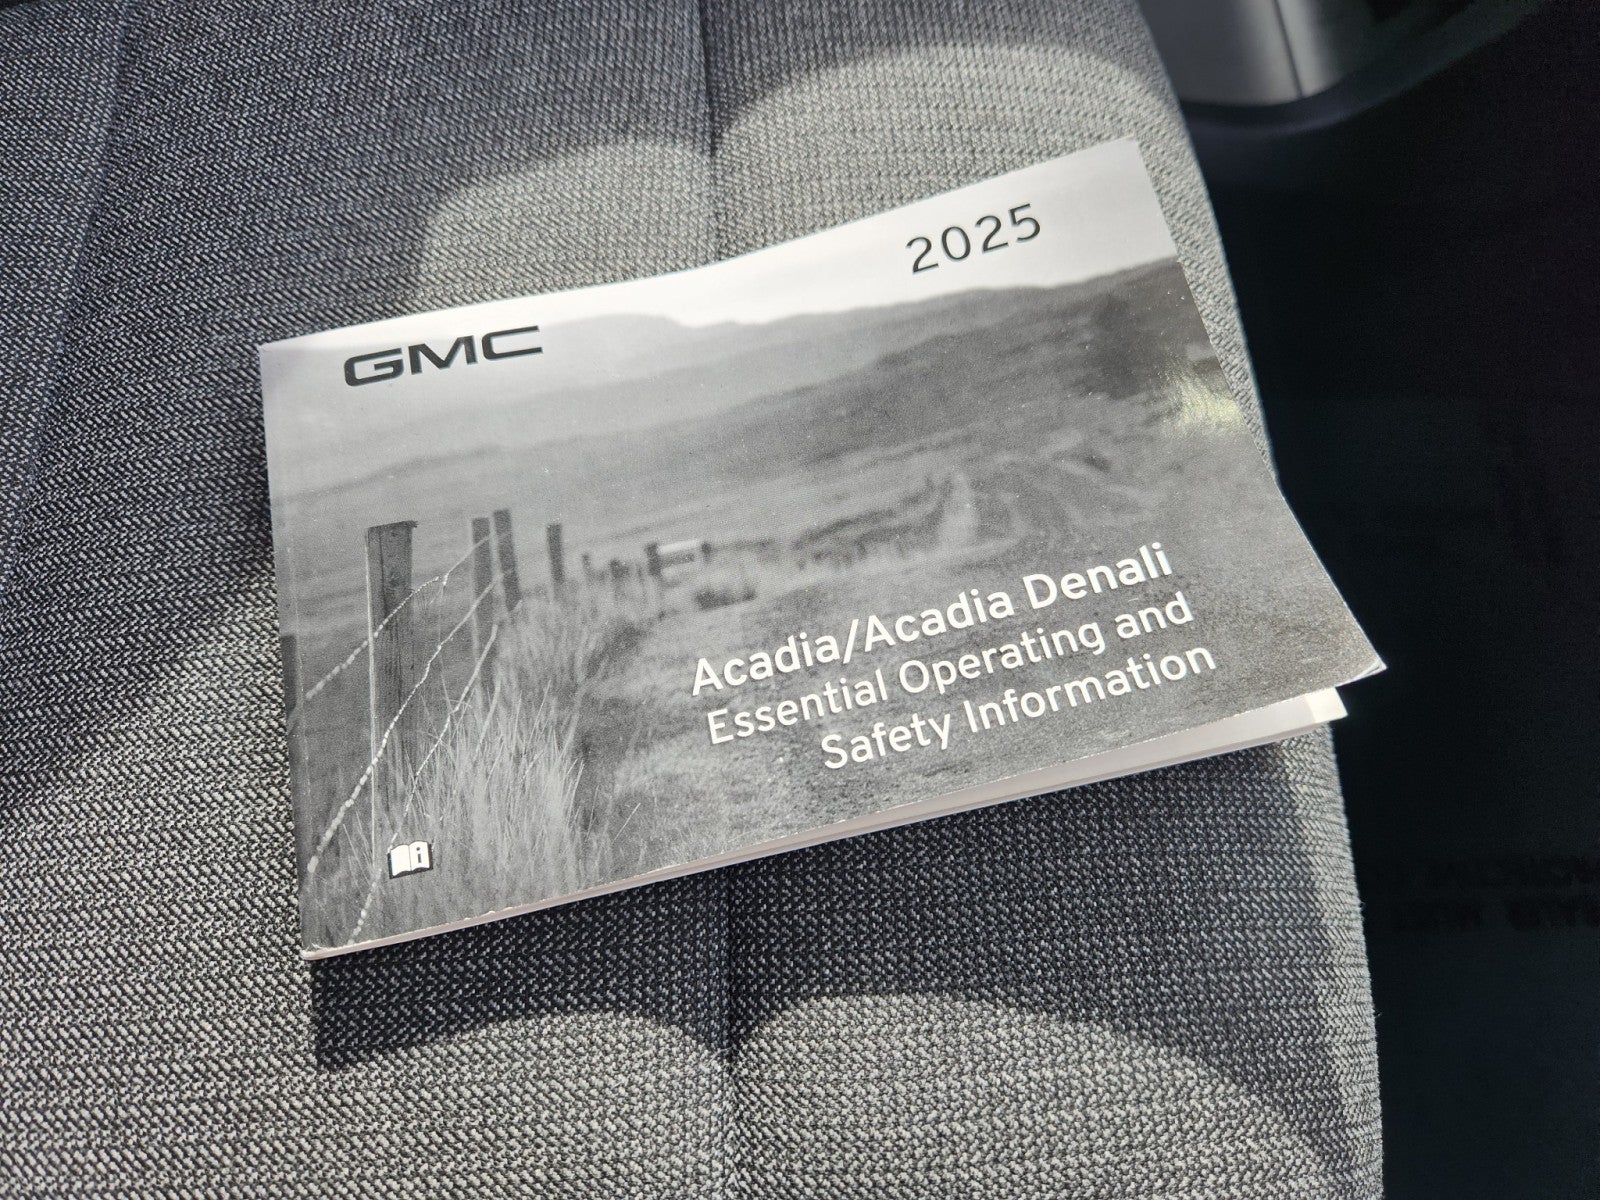 GMC
2025
Acadia/Acadia Denali
Essential Operating and
Safety Information